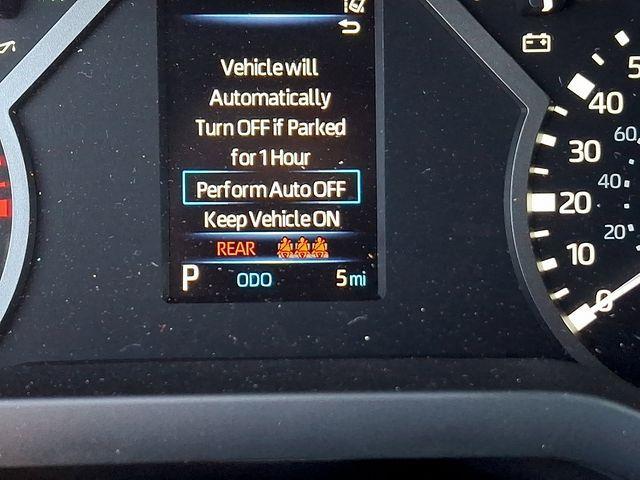 Vehicle will
Automatically
Turn OFF if Parked
for 1 Hour
Perform Auto OFF
Keep Vehicle ON
REAR
P ODO 5 mi
5
40
60
30
40
20
20
10
0